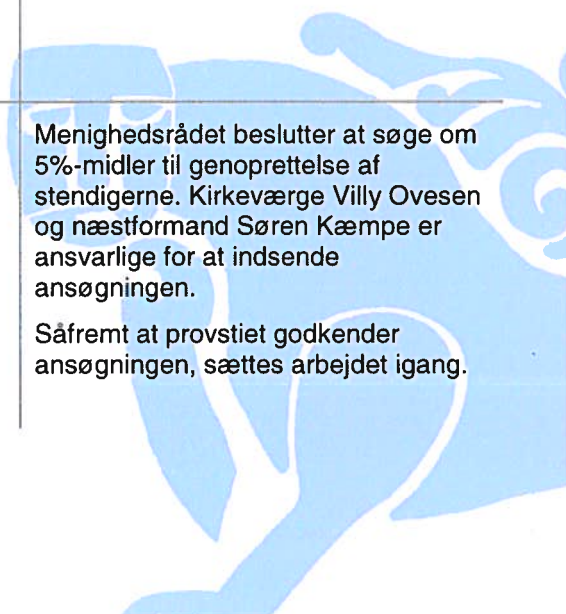 Menighedsrådet beslutter at søge om
5%-midler til genoprettelse af
stendigerne. Kirkeværge Villy Ovesen
og næstformand Søren Kæmpe er
ansvarlige for at indsende
ansøgningen.
Såfremt at provstiet godkender
ansøgningen, sættes arbejdet igang.